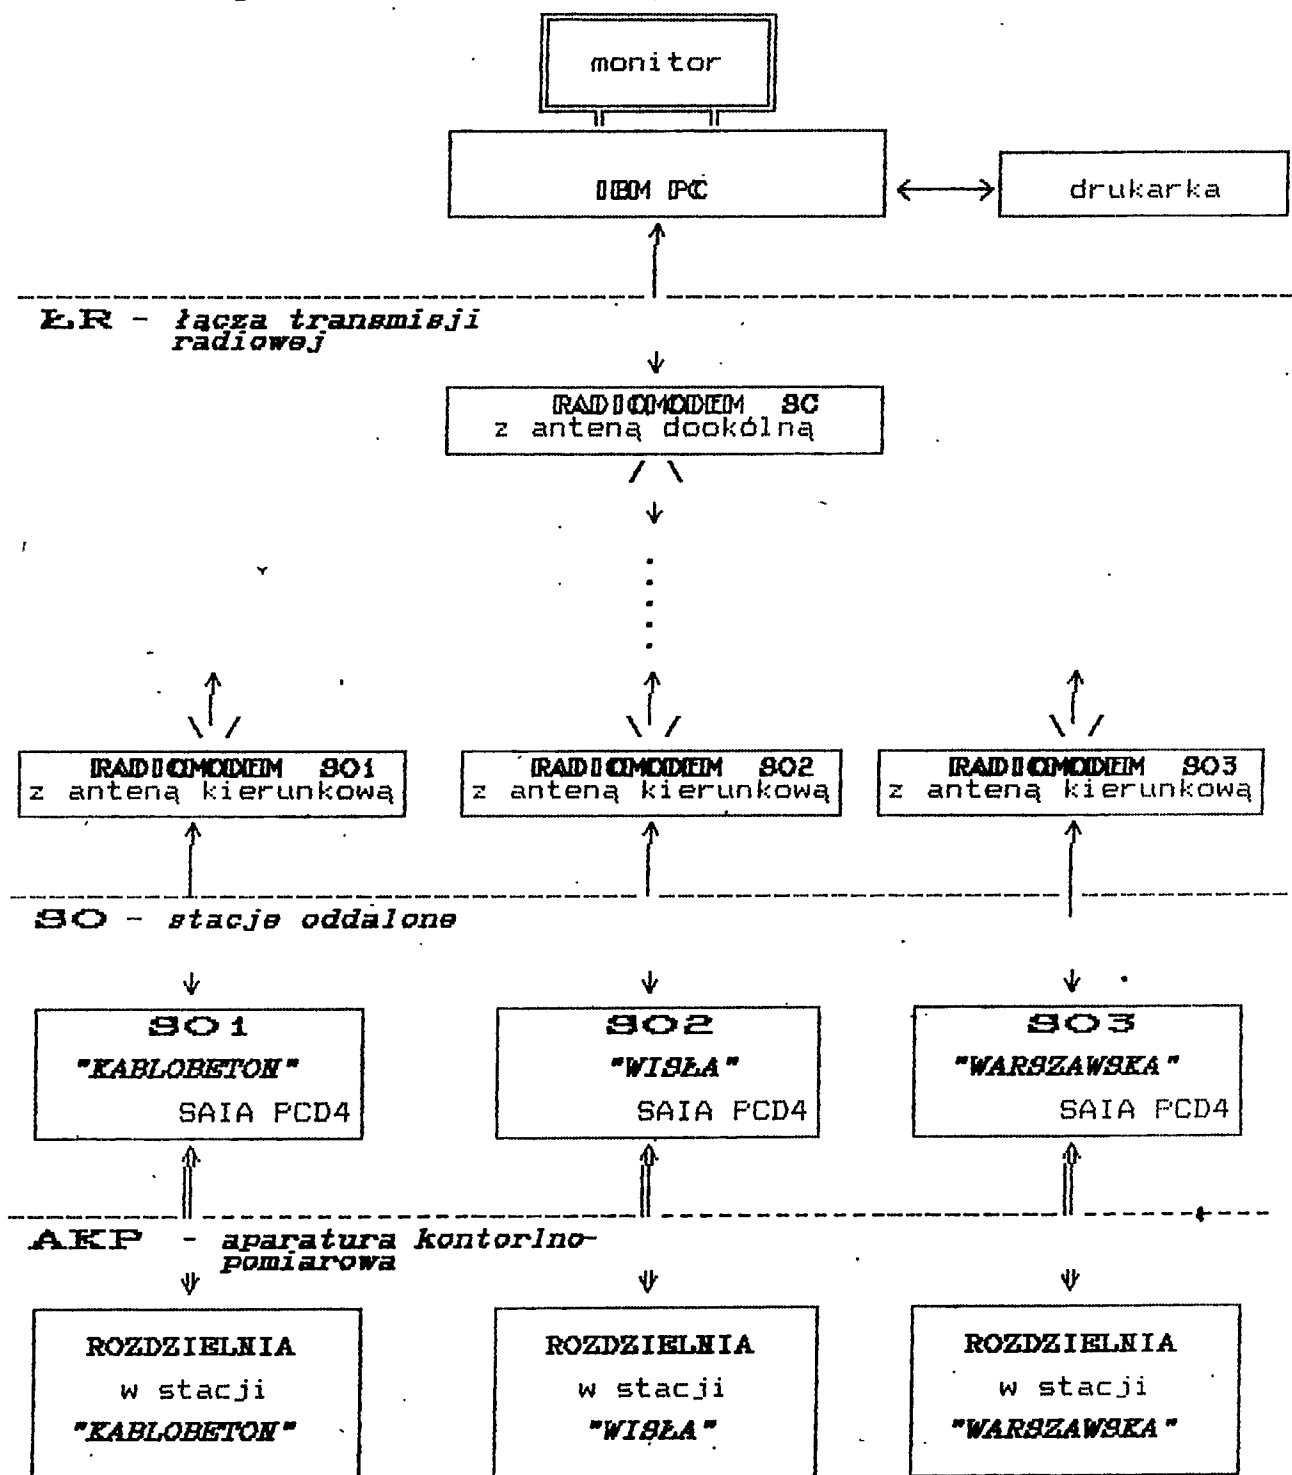 monitor
IBM PC
drukarka
ŁR - łącza transmisji
radiowej
RADIOMODEM SC
z anteną dookólną
RADIOMODEM SO1
z anteną kierunkową
RADIOMODEM SO2
z anteną kierunkową
RADIOMODEM SO3
z anteną kierunkową
SO - stacje oddalone
SO1
"KABLOBETON"
SAIA PCD4
SO2
"WISŁA"
SAIA PCD4
SO3
"WARSZAWSKA"
SAIA PCD4
AKP - aparatura kontorlno-
pomiarowa
ROZDZIELNIA
w stacji
"KABLOBETON"
ROZDZIELNIA
w stacji
"WISŁA"
ROZDZIELNIA
w stacji
"WARSZAWSKA"